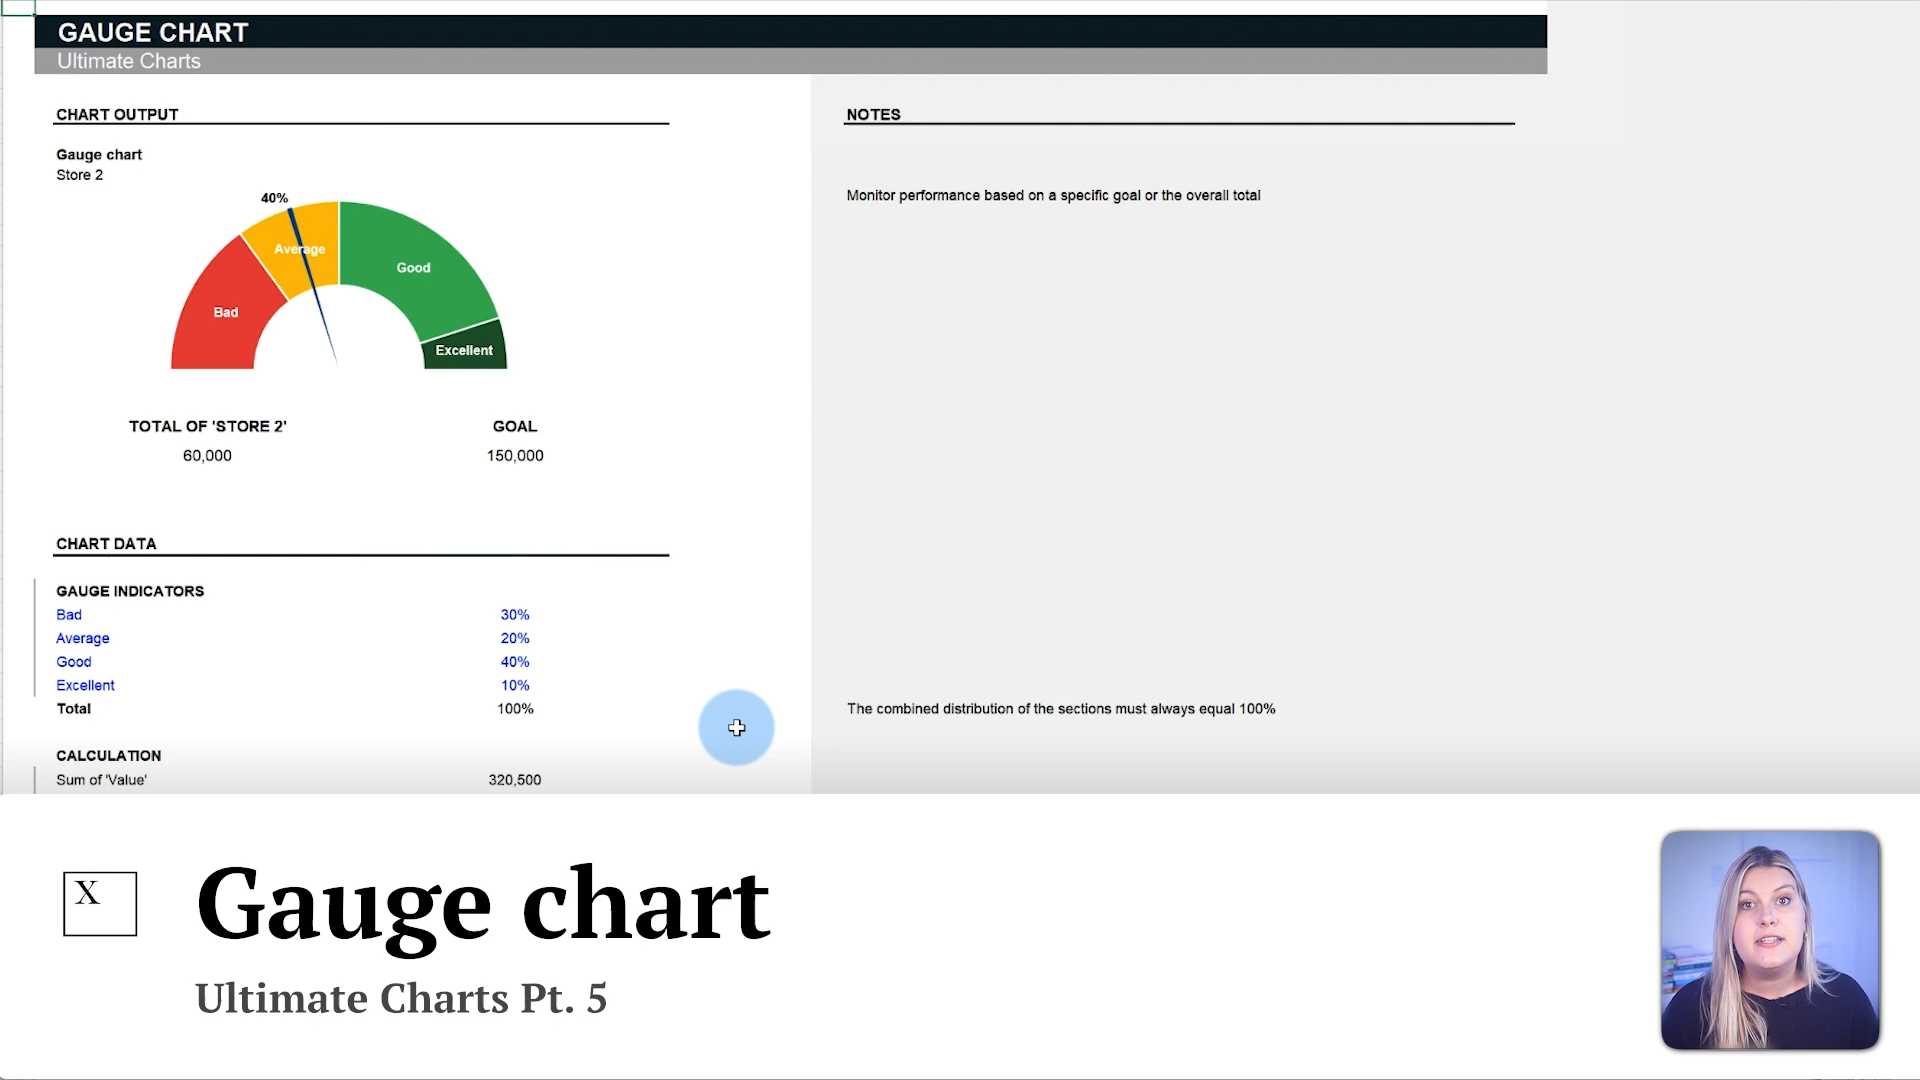 GAUGE CHART
Ultimate Charts
CHART OUTPUT
Gauge chart
Store 2
40%
Average
Good
Bad
Excellent
TOTAL OF 'STORE 2'
GOAL
60,000
150,000
CHART DATA
GAUGE INDICATORS
Bad 30%
Average 20%
Good 40%
Excellent 10%
Total 100%
CALCULATION
Sum of 'Value' 320,500
NOTES
Monitor performance based on a specific goal or the overall total
The combined distribution of the sections must always equal 100%
X
Gauge chart
Ultimate Charts Pt. 5